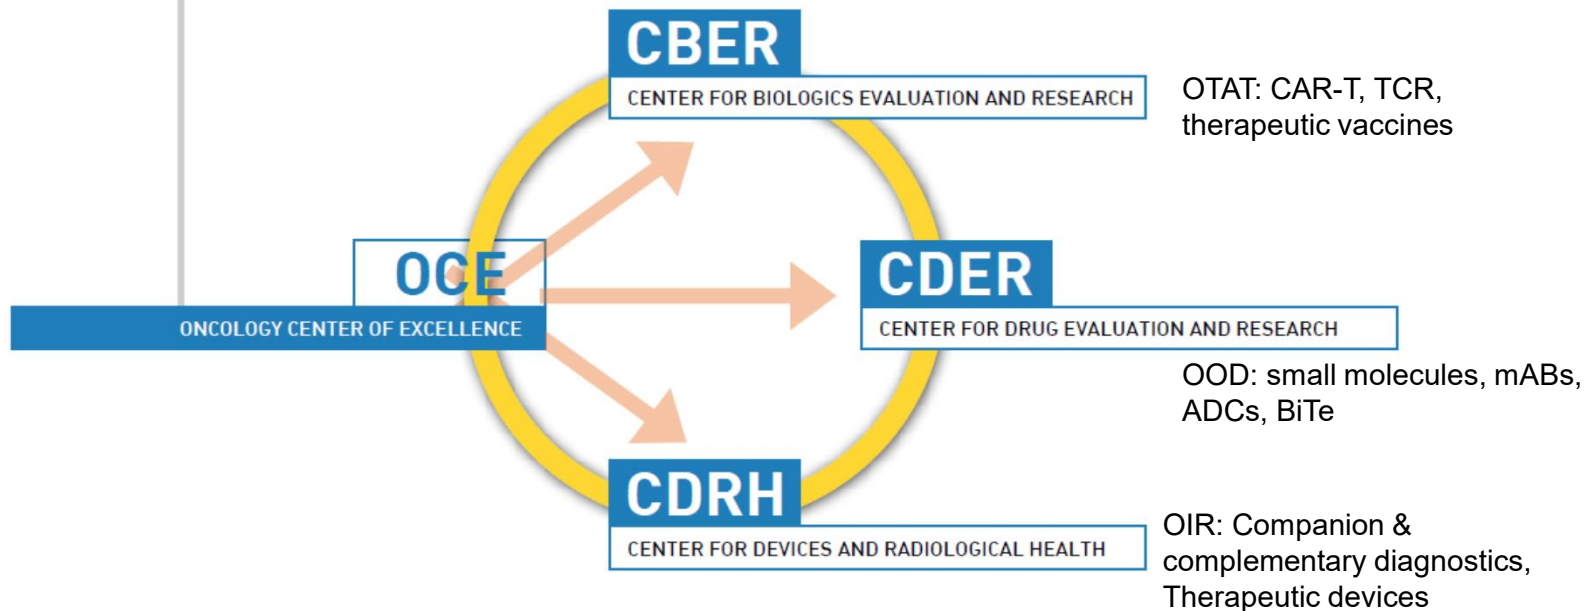 CBER
CENTER FOR BIOLOGICS EVALUATION AND RESEARCH
OTAT: CAR-T, TCR,
therapeutic vaccines
OCE
ONCOLOGY CENTER OF EXCELLENCE
CDER
CENTER FOR DRUG EVALUATION AND RESEARCH
OOD: small molecules, mABs,
ADCs, BiTe
CDRH
CENTER FOR DEVICES AND RADIOLOGICAL HEALTH
OIR: Companion &
complementary diagnostics,
Therapeutic devices